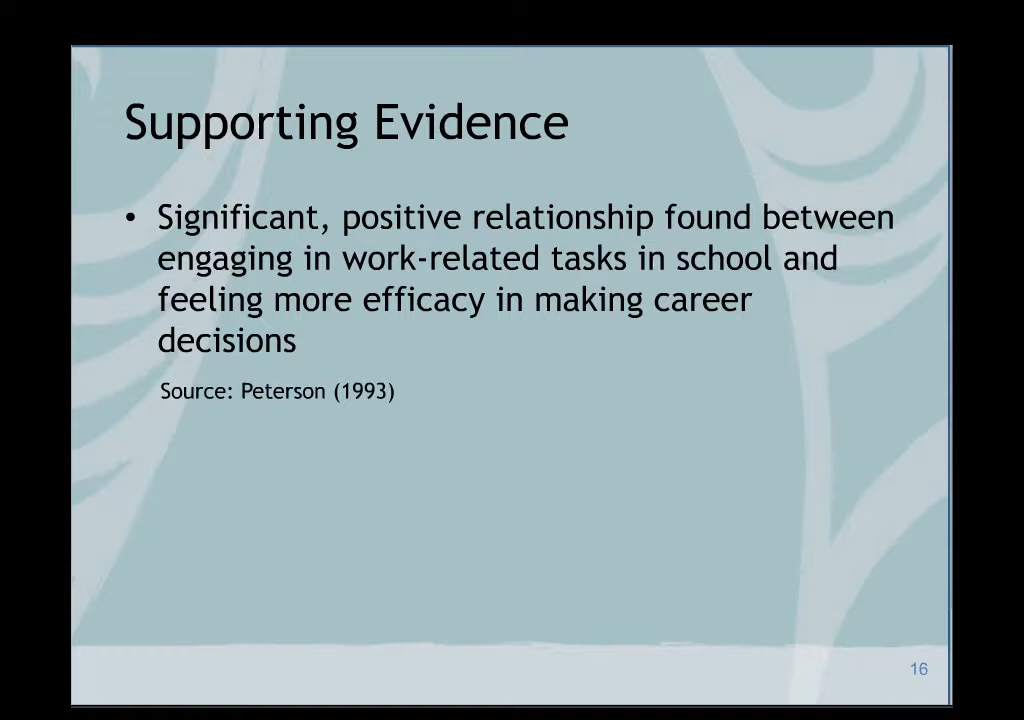 Supporting Evidence
• Significant, positive relationship found between
engaging in work-related tasks in school and
feeling more efficacy in making career
decisions
Source: Peterson (1993)
16